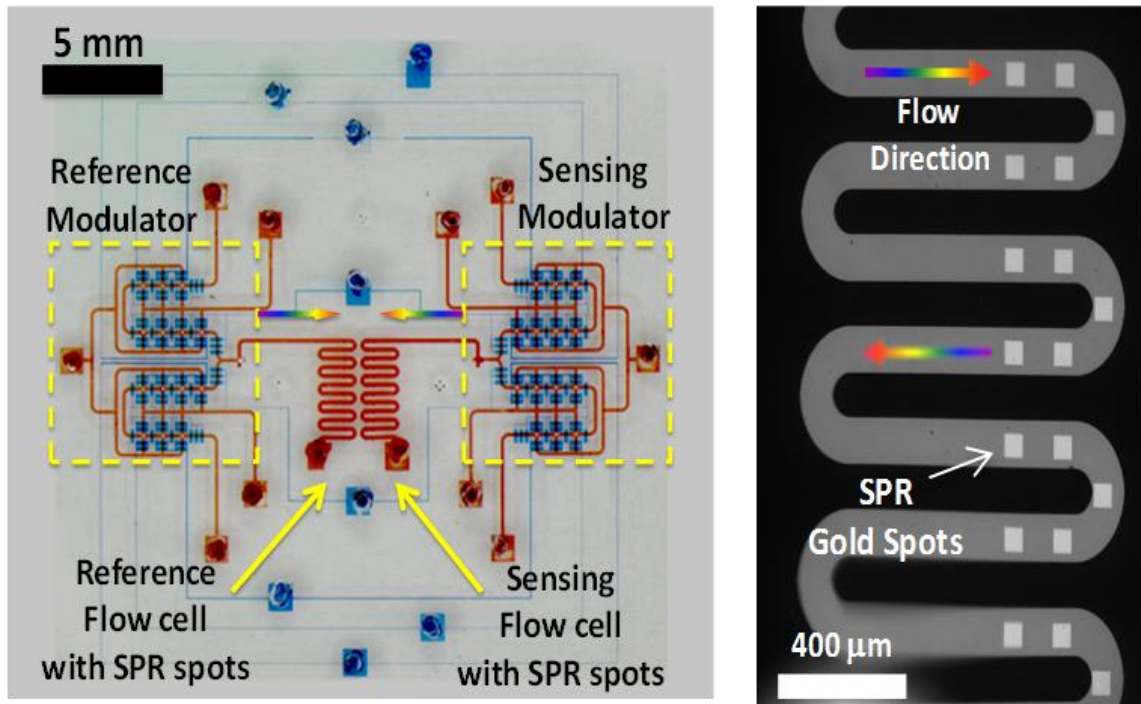 5 mm
Reference
Modulator
Sensing
Modulator
Reference
Flow cell
with SPR spots
Sensing
Flow cell
with SPR spots
Flow
Direction
SPR
Gold Spots
400 μm